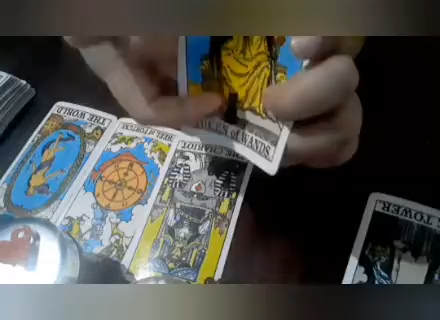 QUEEN of WANDS
THE WORLD.
WHEEL of FORTUNE.
THE CHARIOT.
TOWER.